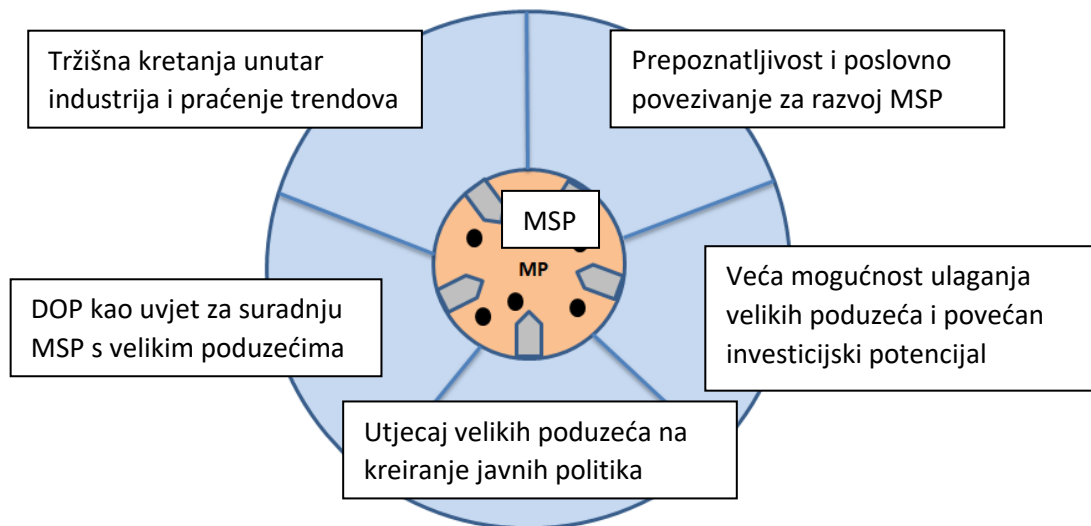 Tržišna kretanja unutar
industrija i praćenje trendova
Prepoznatljivost i poslovno
povezivanje za razvoj MSP
MSP
MP
DOP kao uvjet za suradnju
MSP s velikim poduzećima
Veća mogućnost ulaganja
velikih poduzeća i povećan
investicijski potencijal
Utjecaj velikih poduzeća na
kreiranje javnih politika